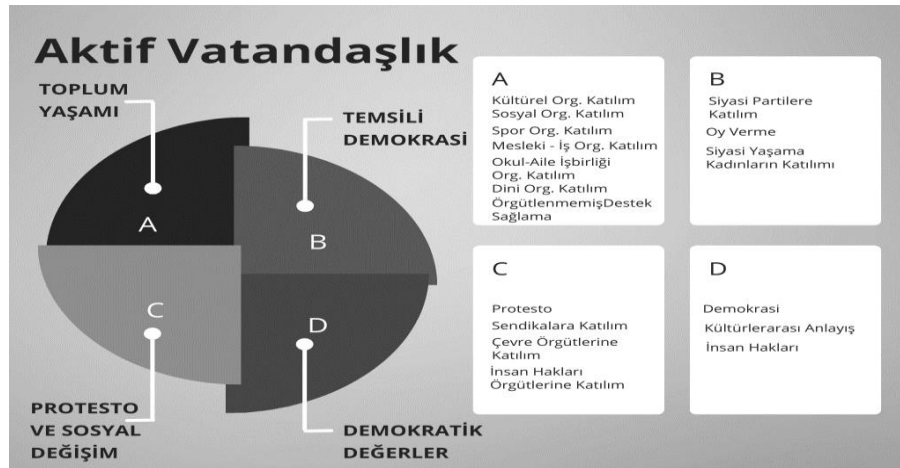 Aktif Vatandaşlık
TOPLUM
YAŞAMI
TEMSİLİ
DEMOKRASİ
A
B
C
D
PROTESTO
VE SOSYAL
DEĞİŞİM
DEMOKRATİK
DEĞERLER
A
Kültürel Org. Katılım
Sosyal Org. Katılım
Spor Org. Katılım
Mesleki - İş Org. Katılım
Okul-Aile İşbirliği
Org. Katılım
Dini Org. Katılım
ÖrgütlenmemişDestek
Sağlama
B
Siyasi Partilere
Katılım
Oy Verme
Siyasi Yaşama
Kadınların Katılımı
C
Protesto
Sendikalara Katılım
Çevre Örgütlerine
Katılım
İnsan Hakları
Örgütlerine Katılım
D
Demokrasi
Kültürlerarası Anlayış
İnsan Hakları